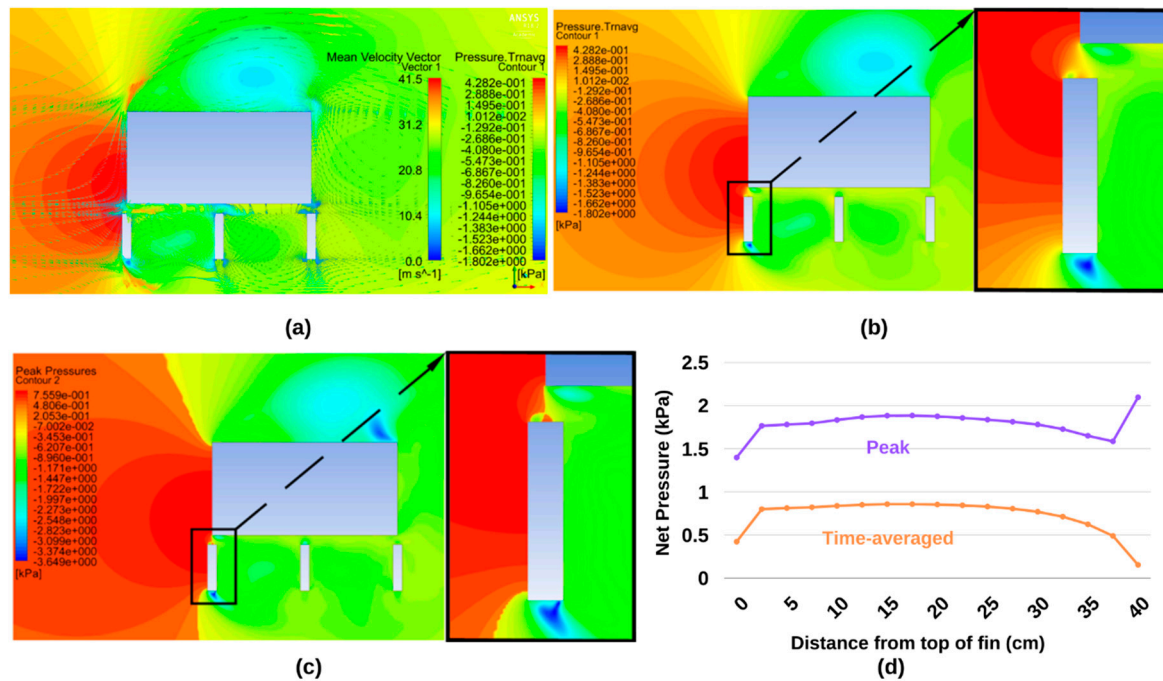 ANSYS
Mean Velocity Vector
Vector 1
41.5
31.2
20.8
10.4
0.0
[m s^-1]
Pressure.Trnavg
Contour 1
4.282e-001
2.888e-001
1.495e-001
1.012e-002
-1.292e-001
-2.686e-001
-4.080e-001
-5.473e-001
-6.867e-001
-8.260e-001
-9.654e-001
-1.105e+000
-1.244e+000
-1.383e+000
-1.523e+000
-1.662e+000
-1.802e+000
[kPa]
(a)
Pressure.Trnavg
Contour 1
4.282e-001
2.888e-001
1.495e-001
1.012e-002
-1.292e-001
-2.686e-001
-4.080e-001
-5.473e-001
-6.867e-001
-8.260e-001
-9.654e-001
-1.105e+000
-1.244e+000
-1.383e+000
-1.523e+000
-1.662e+000
-1.802e+000
[kPa]
(b)
Peak Pressures
Contour 2
7.559e-001
4.806e-001
2.053e-001
-7.002e-002
-3.453e-001
-6.207e-001
-8.960e-001
-1.171e+000
-1.447e+000
-1.722e+000
-1.997e+000
-2.273e+000
-2.548e+000
-2.823e+000
-3.099e+000
-3.374e+000
-3.649e+000
[kPa]
(c)
Net Pressure (kPa)
2.5
2
1.5
1
0.5
0
Peak
Time-averaged
0 5 10 15 20 25 30 35 40
Distance from top of fin (cm)
(d)